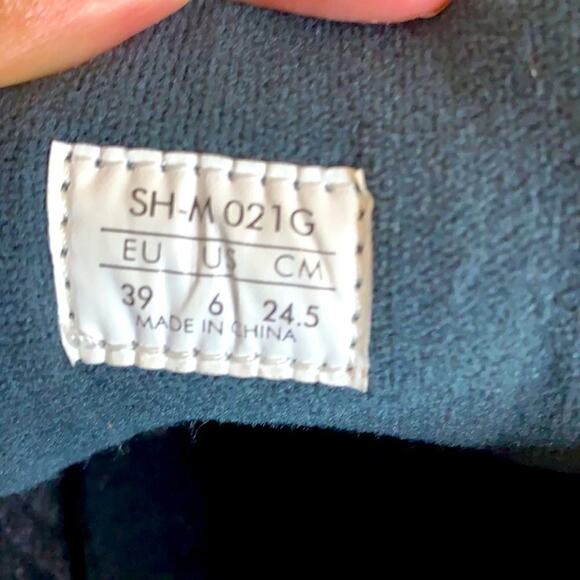 SH-M021G
EU US CM
39 6 24.5
MADE IN CHINA